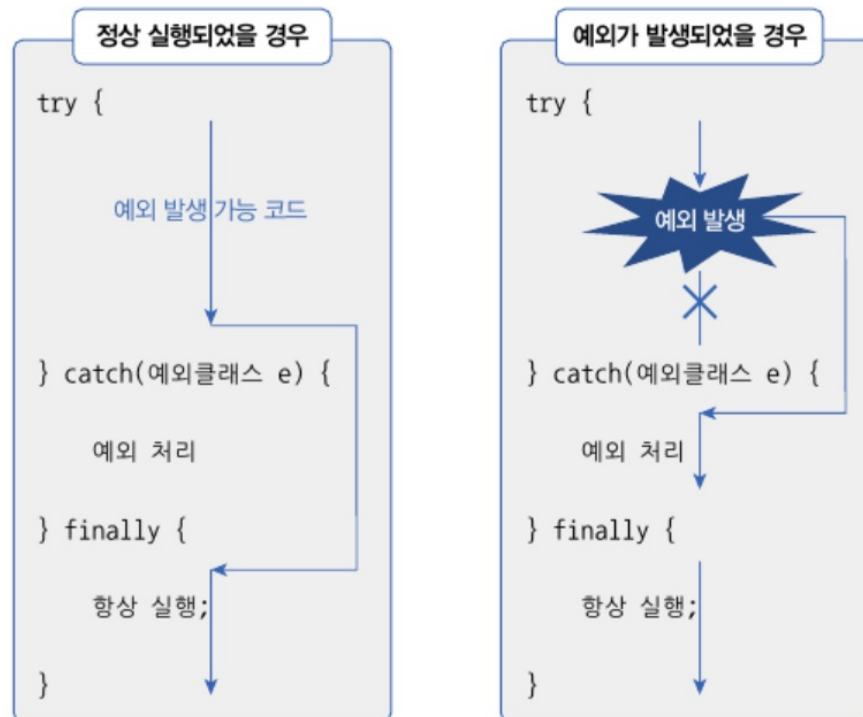 정상 실행되었을 경우
try {
예외 발생 가능 코드
} catch(예외클래스 e) {
예외 처리
} finally {
항상 실행;
}
예외가 발생되었을 경우
try {
예외 발생
} catch(예외클래스 e) {
예외 처리
} finally {
항상 실행;
}